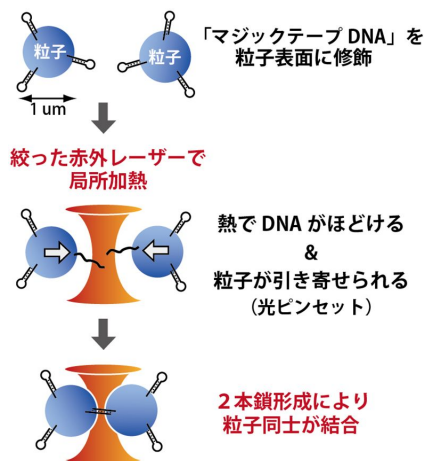 粒子
粒子
1 um
「マジックテープ DNA」を
粒子表面に修飾
絞った赤外レーザーで
局所加熱
熱で DNA がほどける
&
粒子が引き寄せられる
（光ピンセット）
２本鎖形成により
粒子同士が結合